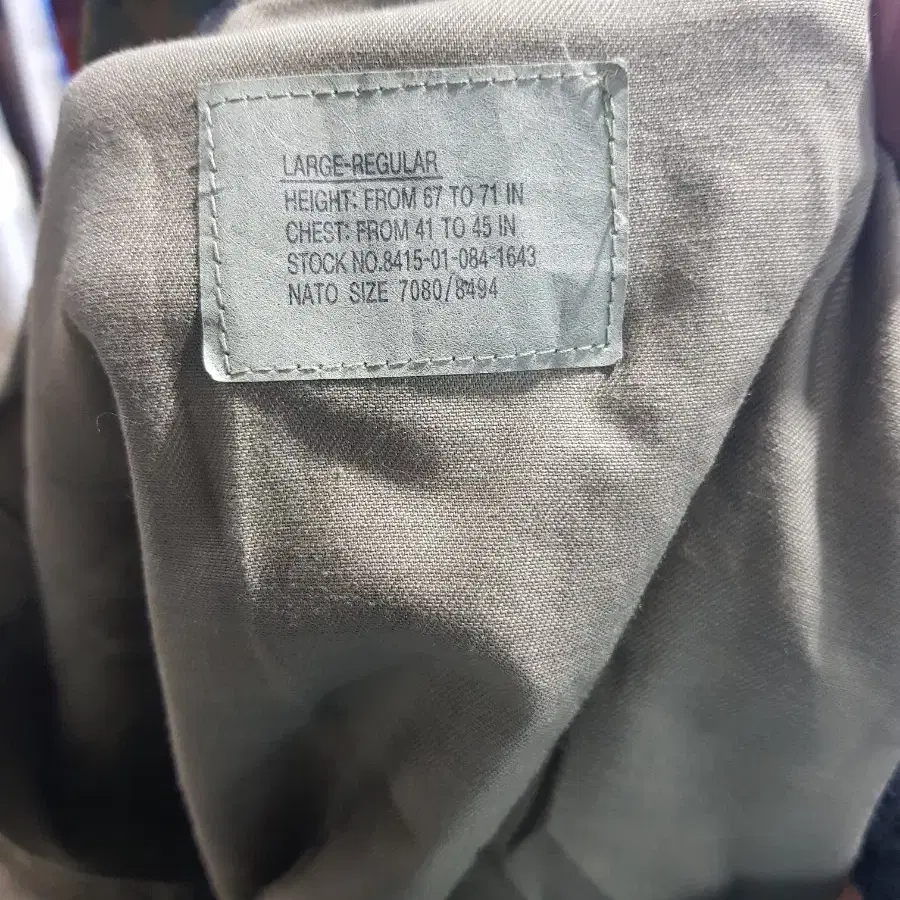 LARGE-REGULAR
HEIGHT: FROM 67 TO 71 IN
CHEST: FROM 41 TO 45 IN
STOCK NO.8415-01-084-1643
NATO SIZE 7080/8494